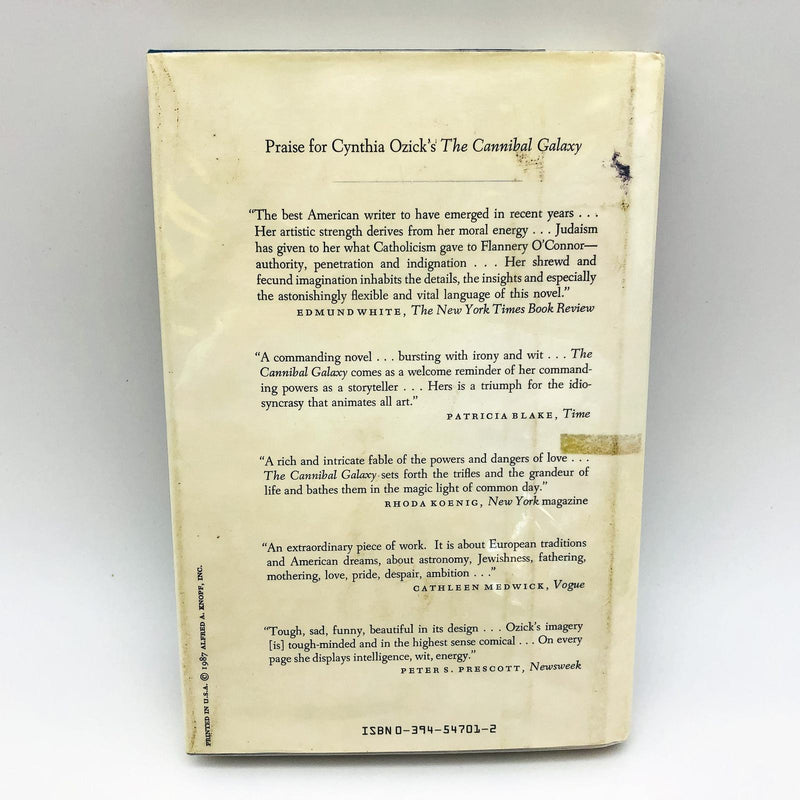 Praise for Cynthia Ozick's The Cannibal Galaxy
“The best American writer to have emerged in recent years . . .
Her artistic strength derives from her moral energy . . . Judaism
has given to her what Catholicism gave to Flannery O’Connor—
authority, penetration and indignation . . . Her shrewd and
fecund imagination inhabits the details, the insights and especially
the astonishingly flexible and vital language of this novel.”
EDMUND WHITE, The New York Times Book Review
“A commanding novel . . . bursting with irony and wit . . . The
Cannibal Galaxy comes as a welcome reminder of her command-
ing powers as a storyteller . . . Hers is a triumph for the idio-
syncrasy that animates all art.”
PATRICIA BLAKE, Time
“A rich and intricate fable of the powers and dangers of love . . .
The Cannibal Galaxy sets forth the trifles and the grandeur of
life and bathes them in the magic light of common day.”
RHODA KOENIG, New York magazine
“An extraordinary piece of work. It is about European traditions
and American dreams, about astronomy, Jewishness, fathering,
mothering, love, pride, despair, ambition . . .”
CATHLEEN MEDWICK, Vogue
“Tough, sad, funny, beautiful in its design . . . Ozick’s imagery
[is] tough-minded and in the highest sense comical . . . On every
page she displays intelligence, wit, energy.”
PETER S. PRESCOTT, Newsweek
PRINTED IN U.S.A. © 1987 ALFRED A. KNOPF, INC.
ISBN 0-394-54701-2